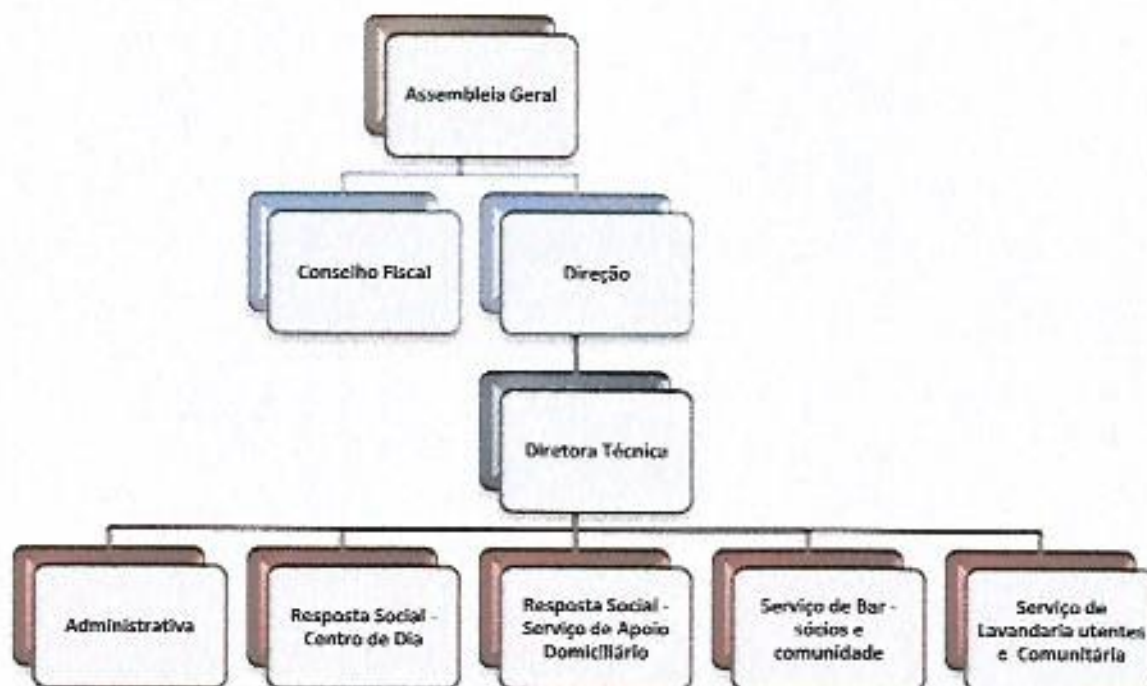 Assembleia Geral
Conselho Fiscal
Direção
Diretora Técnica
Administrativa
Resposta Social -
Centro de Dia
Resposta Social -
Serviço de Apoio
Domiciliário
Serviço de Bar -
sócios e
comunidade
Serviço de
Lavandaria utentes
e Comunitária